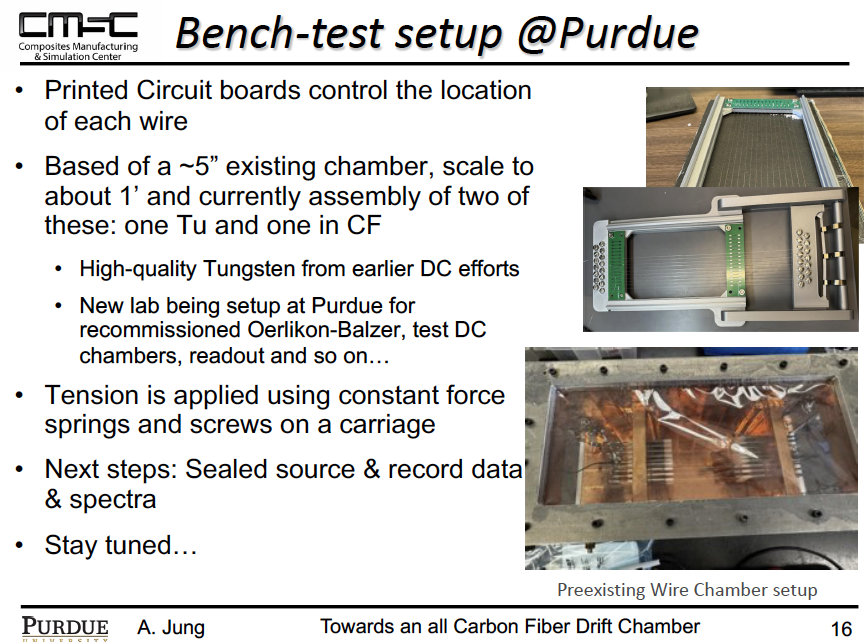 CMSC
Composites Manufacturing
& Simulation Center
Bench-test setup @Purdue
• Printed Circuit boards control the location
of each wire
• Based of a ~5” existing chamber, scale to
about 1’ and currently assembly of two of
these: one Tu and one in CF
• High-quality Tungsten from earlier DC efforts
• New lab being setup at Purdue for
recommissioned Oerlikon-Balzer, test DC
chambers, readout and so on…
• Tension is applied using constant force
springs and screws on a carriage
• Next steps: Sealed source & record data
& spectra
• Stay tuned…
Preexisting Wire Chamber setup
PURDUE
UNIVERSITY
A. Jung
Towards an all Carbon Fiber Drift Chamber
16